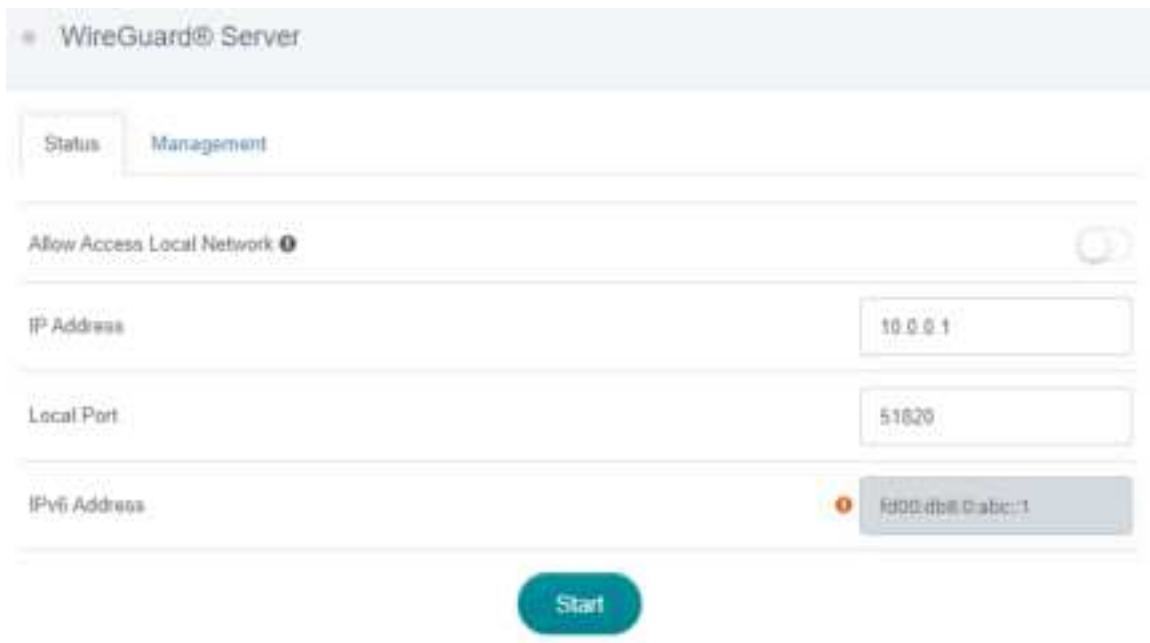 WireGuard® Server
Status Management
Allow Access Local Network
IP Address 10.0.0.1
Local Port 51820
IPv6 Address fd00:db8:0:abc::1
Start